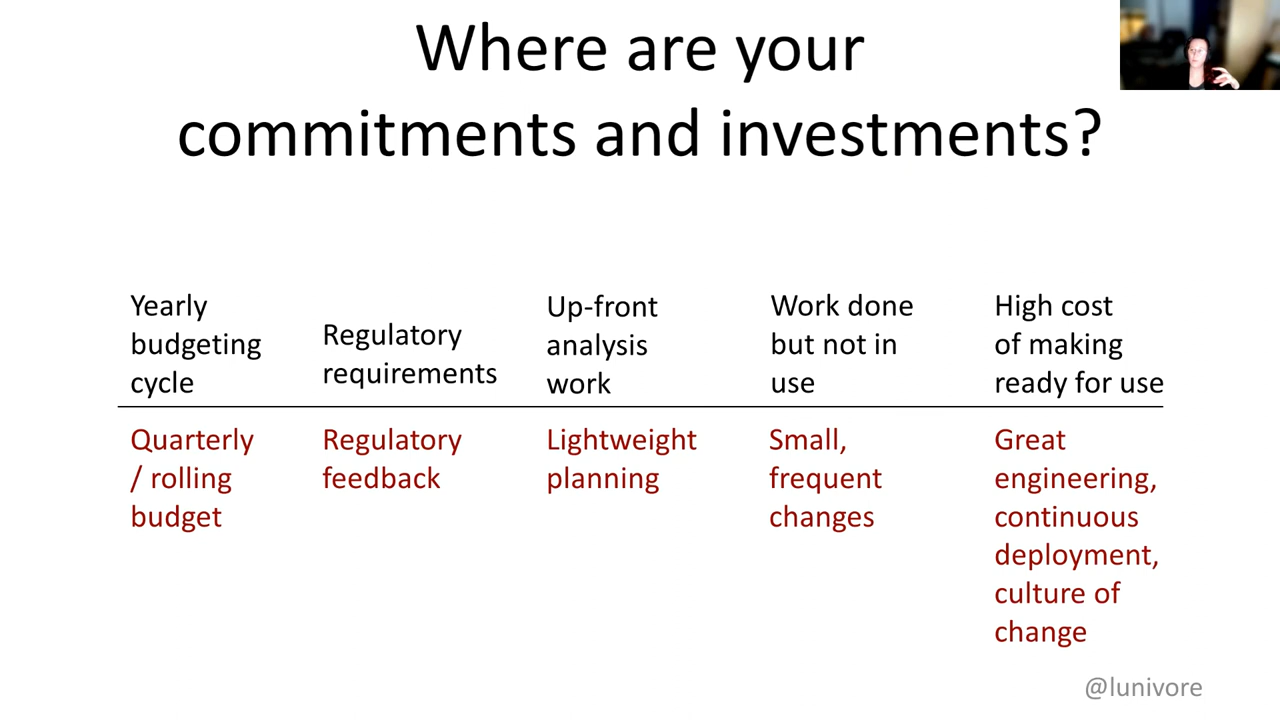 Where are your
commitments and investments?
Yearly
budgeting
cycle
Regulatory
requirements
Up-front
analysis
work
Work done
but not in
use
High cost
of making
ready for use
Quarterly
/ rolling
budget
Regulatory
feedback
Lightweight
planning
Small,
frequent
changes
Great
engineering,
continuous
deployment,
culture of
change
@lunivore